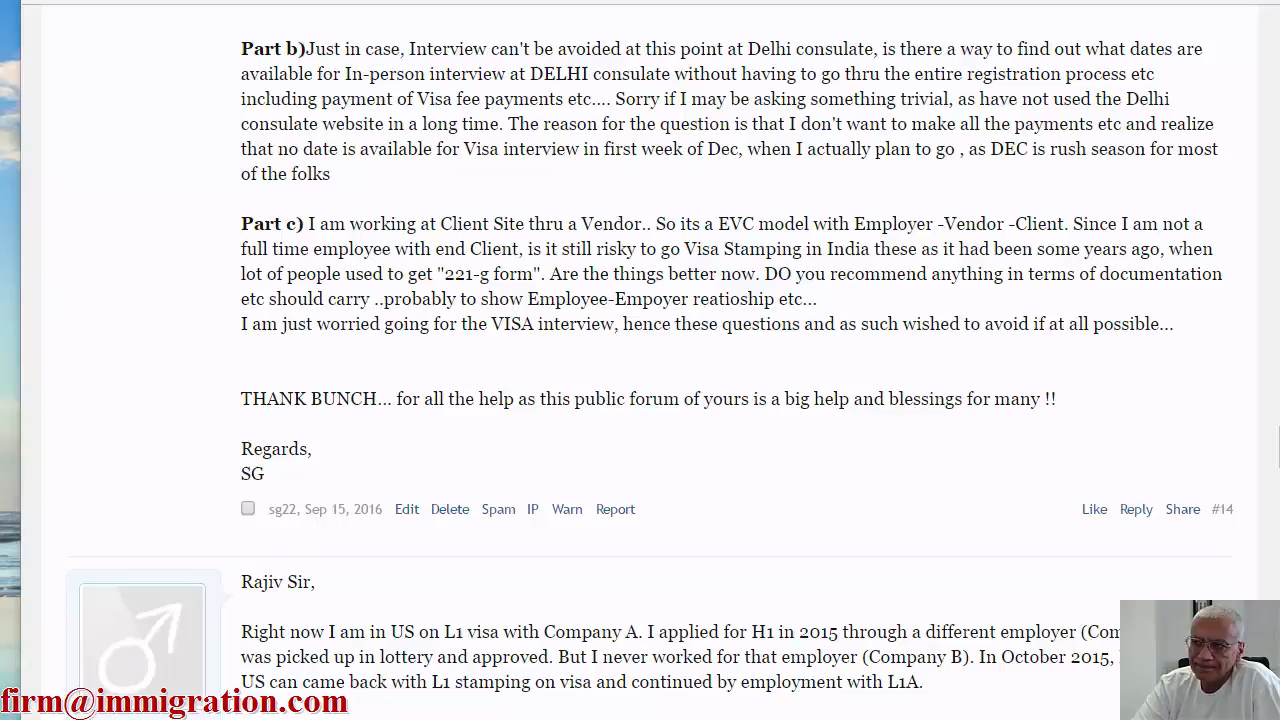 Part b)Just in case, Interview can't be avoided at this point at Delhi consulate, is there a way to find out what dates are
available for In-person interview at DELHI consulate without having to go thru the entire registration process etc
including payment of Visa fee payments etc.... Sorry if I may be asking something trivial, as have not used the Delhi
consulate website in a long time. The reason for the question is that I don't want to make all the payments etc and realize
that no date is available for Visa interview in first week of Dec, when I actually plan to go , as DEC is rush season for most
of the folks
Part c) I am working at Client Site thru a Vendor.. So its a EVC model with Employer -Vendor -Client. Since I am not a
full time employee with end Client, is it still risky to go Visa Stamping in India these as it had been some years ago, when
lot of people used to get "221-g form". Are the things better now. DO you recommend anything in terms of documentation
etc should carry ..probably to show Employee-Empoyer reatioship etc...
I am just worried going for the VISA interview, hence these questions and as such wished to avoid if at all possible...
THANK BUNCH... for all the help as this public forum of yours is a big help and blessings for many !!
Regards,
SG
sg22, Sep 15, 2016 Edit Delete Spam IP Warn Report Like Reply Share #14
Rajiv Sir,
Right now I am in US on L1 visa with Company A. I applied for H1 in 2015 through a different employer
was picked up in lottery and approved. But I never worked for that employer (Company B). In October 2015,
US can came back with L1 stamping on visa and continued by employment with L1A.
firm@immigration.com